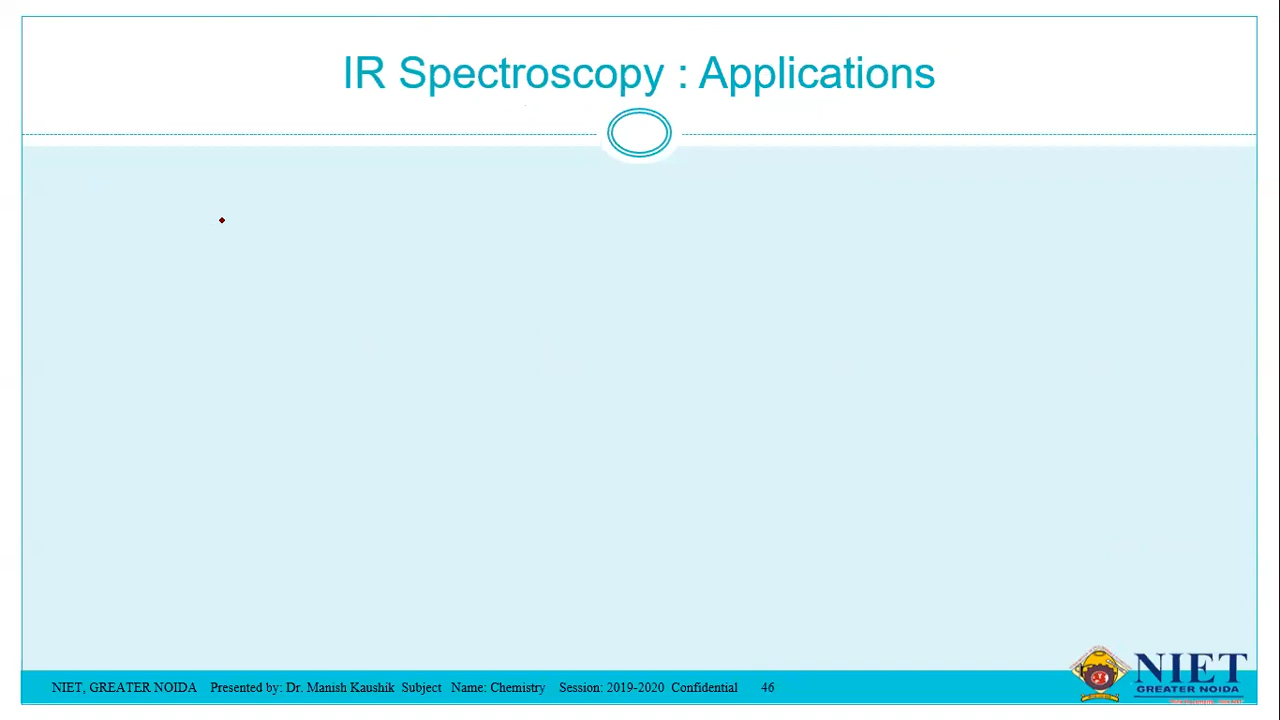 IR Spectroscopy : Applications
NIET, GREATER NOIDA Presented by: Dr. Manish Kaushik Subject Name: Chemistry Session: 2019-2020 Confidential 46
NIET
GREATER NOIDA